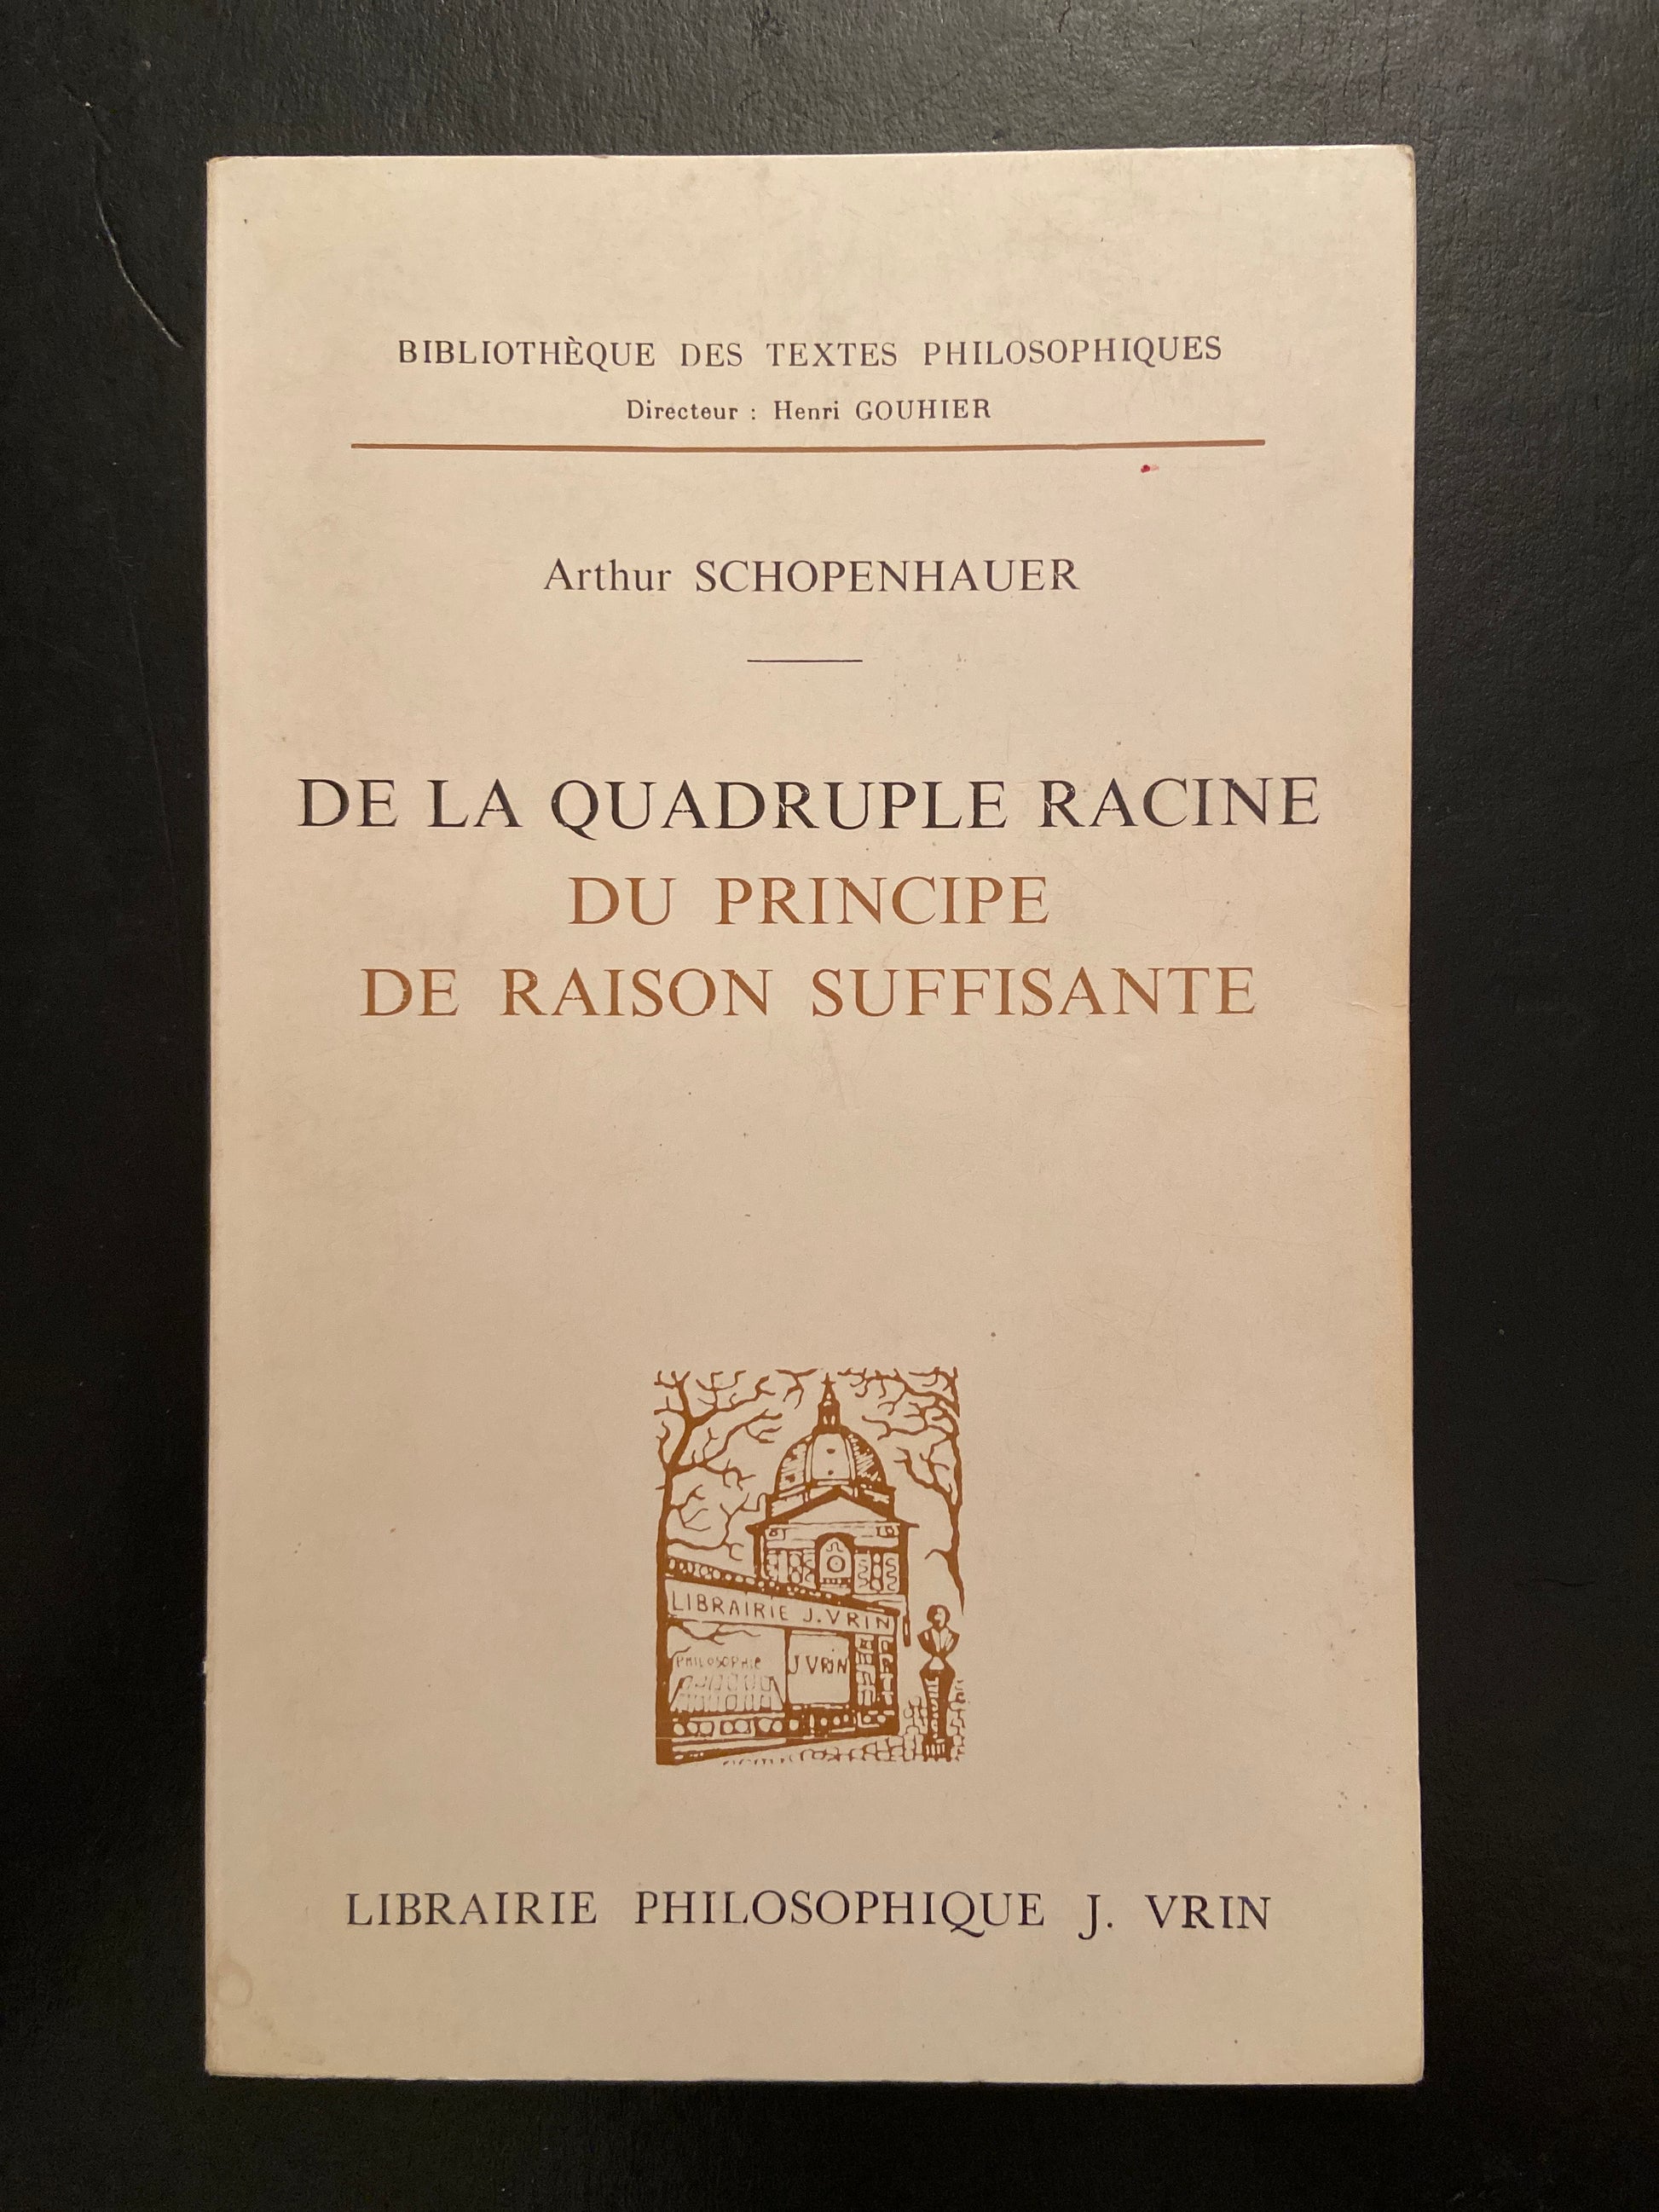 BIBLIOTHÈQUE DES TEXTES PHILOSOPHIQUES
Directeur : Henri GOUHIER
Arthur SCHOPENHAUER
DE LA QUADRUPLE RACINE
DU PRINCIPE
DE RAISON SUFFISANTE
LIBRAIRIE J. VRIN
PHILOSOPHIE
J VRIN
LIBRAIRIE PHILOSOPHIQUE J. VRIN